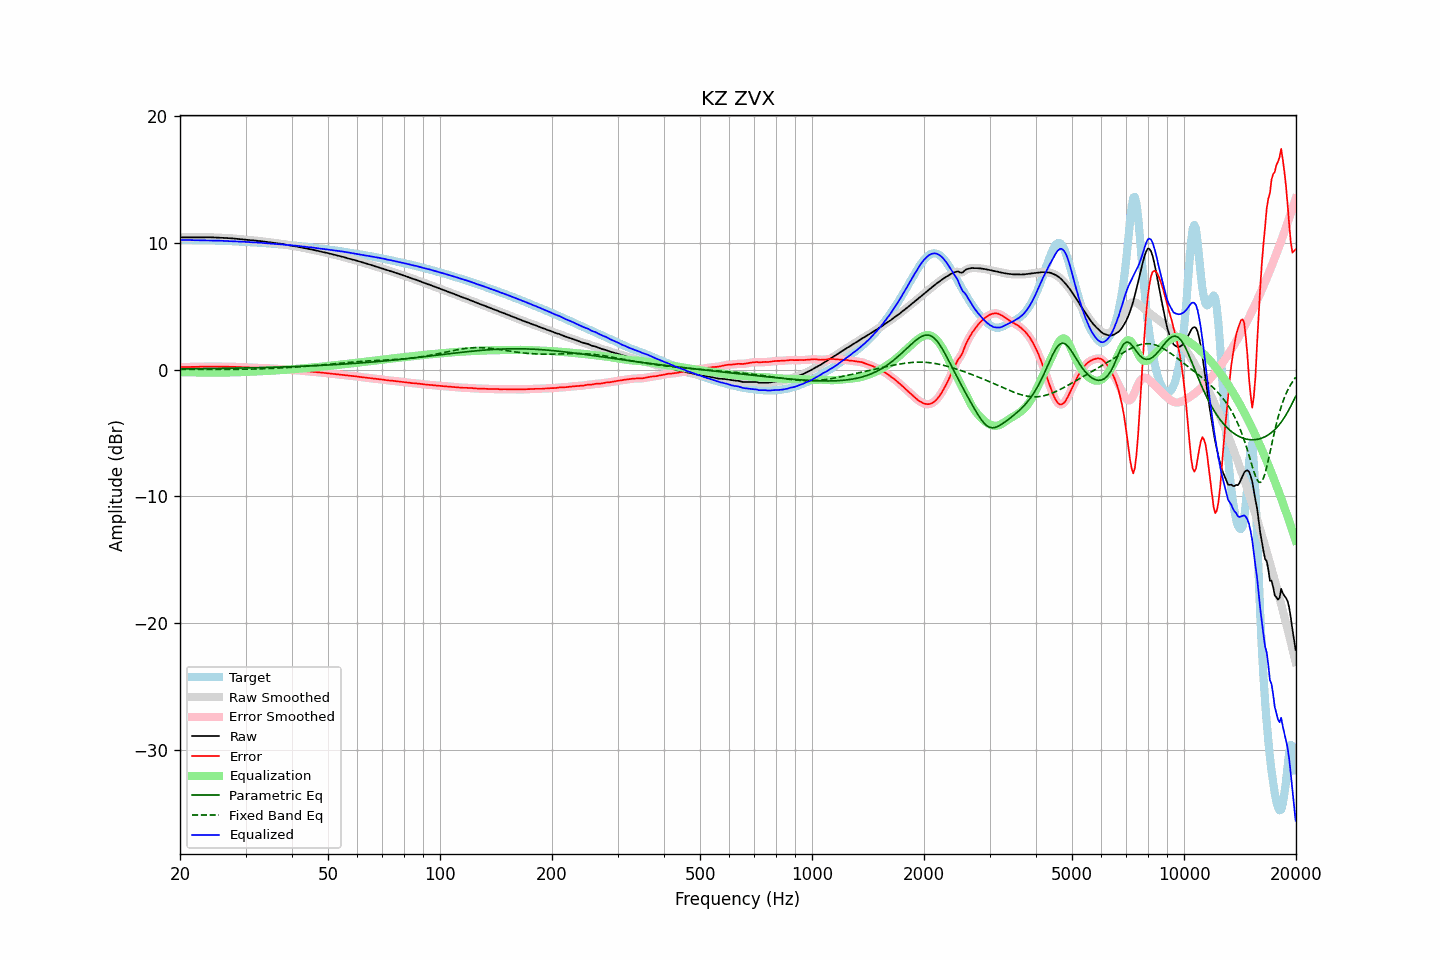 KZ ZVX
20
10
0
−10
−20
−30
Amplitude (dBr)
Target
Raw Smoothed
Error Smoothed
Raw
Error
Equalization
Parametric Eq
Fixed Band Eq
Equalized
20 50 100 200 500 1000 2000 5000 10000 20000
Frequency (Hz)